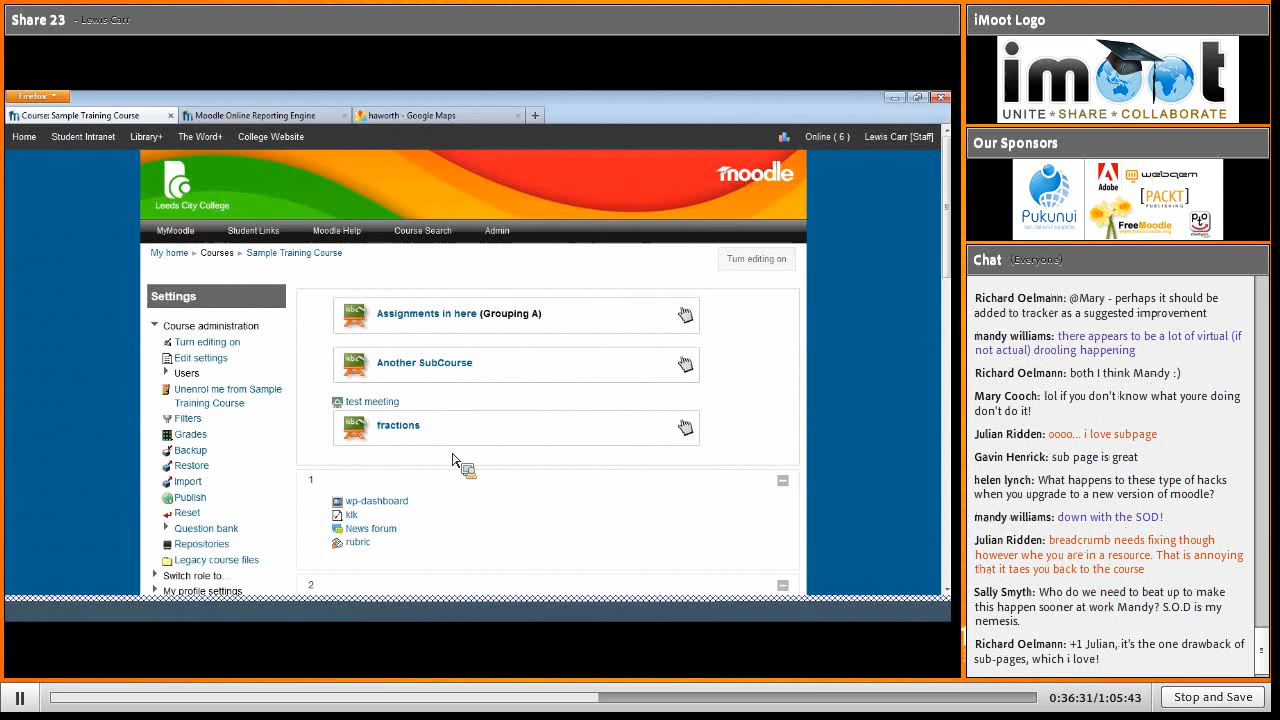 Share 23 - Lewis Carr
Firefox
Course: Sample Training Course
Moodle Online Reporting Engine
haworth - Google Maps
Home Student Intranet Library+ The Word+ College Website
Online ( 6 ) Lewis Carr [Staff]
Leeds City College
moodle
MyMoodle Student Links Moodle Help Course Search Admin
My home Courses Sample Training Course
Turn editing on
Settings
Course administration
Turn editing on
Edit settings
Users
Unenrol me from Sample
Training Course
Filters
Grades
Backup
Restore
Import
Publish
Reset
Question bank
Repositories
Legacy course files
Switch role to...
My profile settings
abc Assignments in here (Grouping A)
abc Another SubCourse
test meeting
abc fractions
1
wp-dashboard
klk
News forum
rubric
2
iMoot Logo
imoot
UNITE * SHARE * COLLABORATE
Our Sponsors
Pukunui
Adobe
webqem
[PACKT]
PUBLISHING
FreeMoodle
Chat (Everyone)
Richard Oelmann: @Mary - perhaps it should be
added to tracker as a suggested improvement
mandy williams: there appears to be a lot of virtual (if
not actual) drooling happening
Richard Oelmann: both I think Mandy :)
Mary Cooch: lol if you don't know what youre doing
don't do it!
Julian Ridden: oooo... i love subpage
Gavin Henrick: sub page is great
helen lynch: What happens to these type of hacks
when you upgrade to a new version of moodle?
mandy williams: down with the SOD!
Julian Ridden: breadcrumb needs fixing though
however whe you are in a resource. That is annoying
that it taes you back to the course
Sally Smyth: Who do we need to beat up to make
this happen sooner at work Mandy? S.O.D is my
nemesis.
Richard Oelmann: +1 Julian, it's the one drawback of
sub-pages, which i love!
0:36:31/1:05:43
Stop and Save